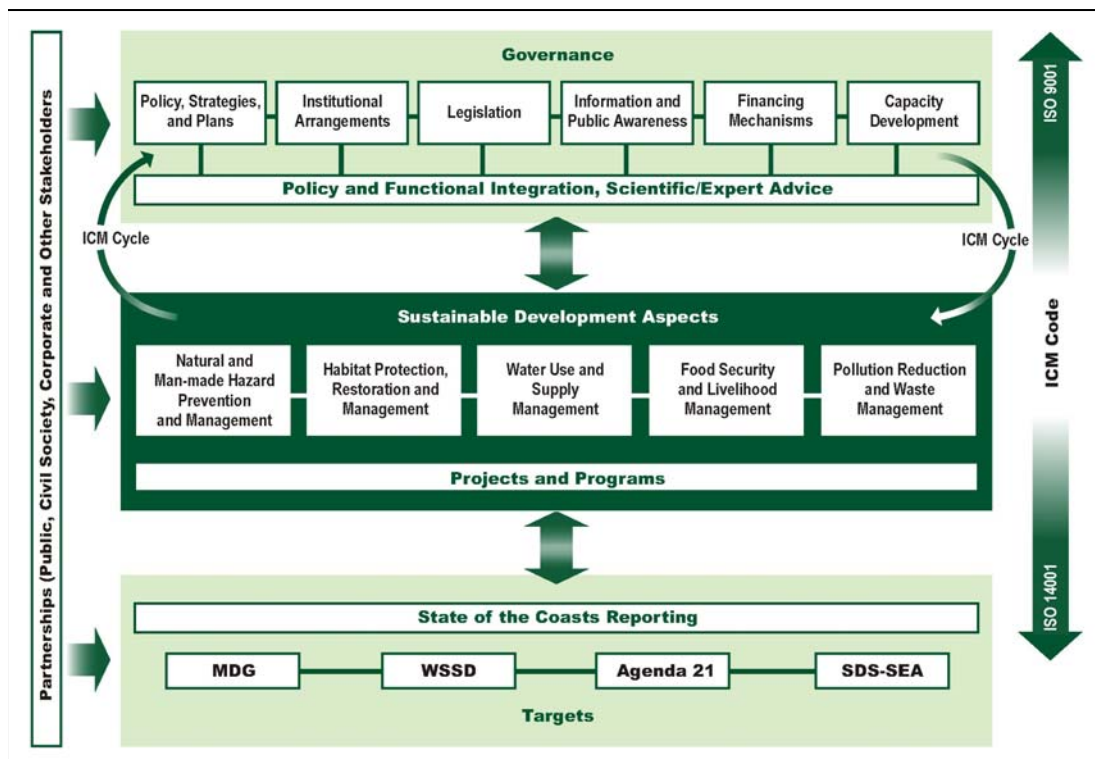 Partnerships (Public, Civil Society, Corporate and Other Stakeholders
Governance
Policy, Strategies,
and Plans
Institutional
Arrangements
Legislation
Information and
Public Awareness
Financing
Mechanisms
Capacity
Development
Policy and Functional Integration, Scientific/Expert Advice
ICM Cycle
ICM Cycle
Sustainable Development Aspects
Natural and
Man-made Hazard
Prevention
and Management
Habitat Protection,
Restoration and
Management
Water Use and
Supply
Management
Food Security
and Livelihood
Management
Pollution Reduction
and Waste
Management
Projects and Programs
State of the Coasts Reporting
MDG
WSSD
Agenda 21
SDS-SEA
Targets
ISO 9001
ICM Code
ISO 14001